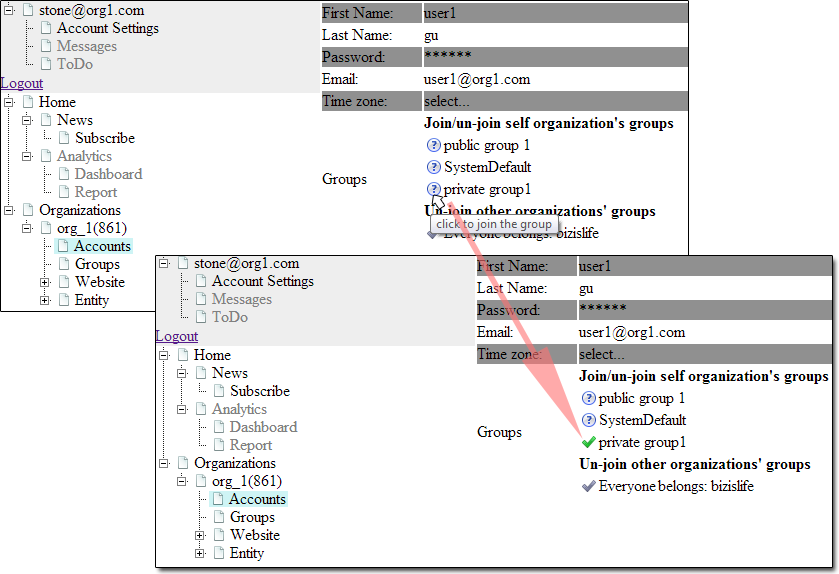 stone@org1.com
Account Settings
Messages
ToDo
Logout
Home
News
Subscribe
Analytics
Dashboard
Report
Organizations
org_1(861)
Accounts
Groups
Website
Entity
First Name: user1
Last Name: gu
Password: ******
Email: user1@org1.com
Time zone: select...
Groups
Join/un-join self organization's groups
public group 1
SystemDefault
private group1
Un-join other organizations' groups
click to join the group
Everyone belongs: bizislife
stone@org1.com
Account Settings
Messages
ToDo
Logout
Home
News
Subscribe
Analytics
Dashboard
Report
Organizations
org_1(861)
Accounts
Groups
Website
Entity
First Name: user1
Last Name: gu
Password: ******
Email: user1@org1.com
Time zone: select...
Groups
Join/un-join self organization's groups
public group 1
SystemDefault
private group1
Un-join other organizations' groups
Everyone belongs: bizislife